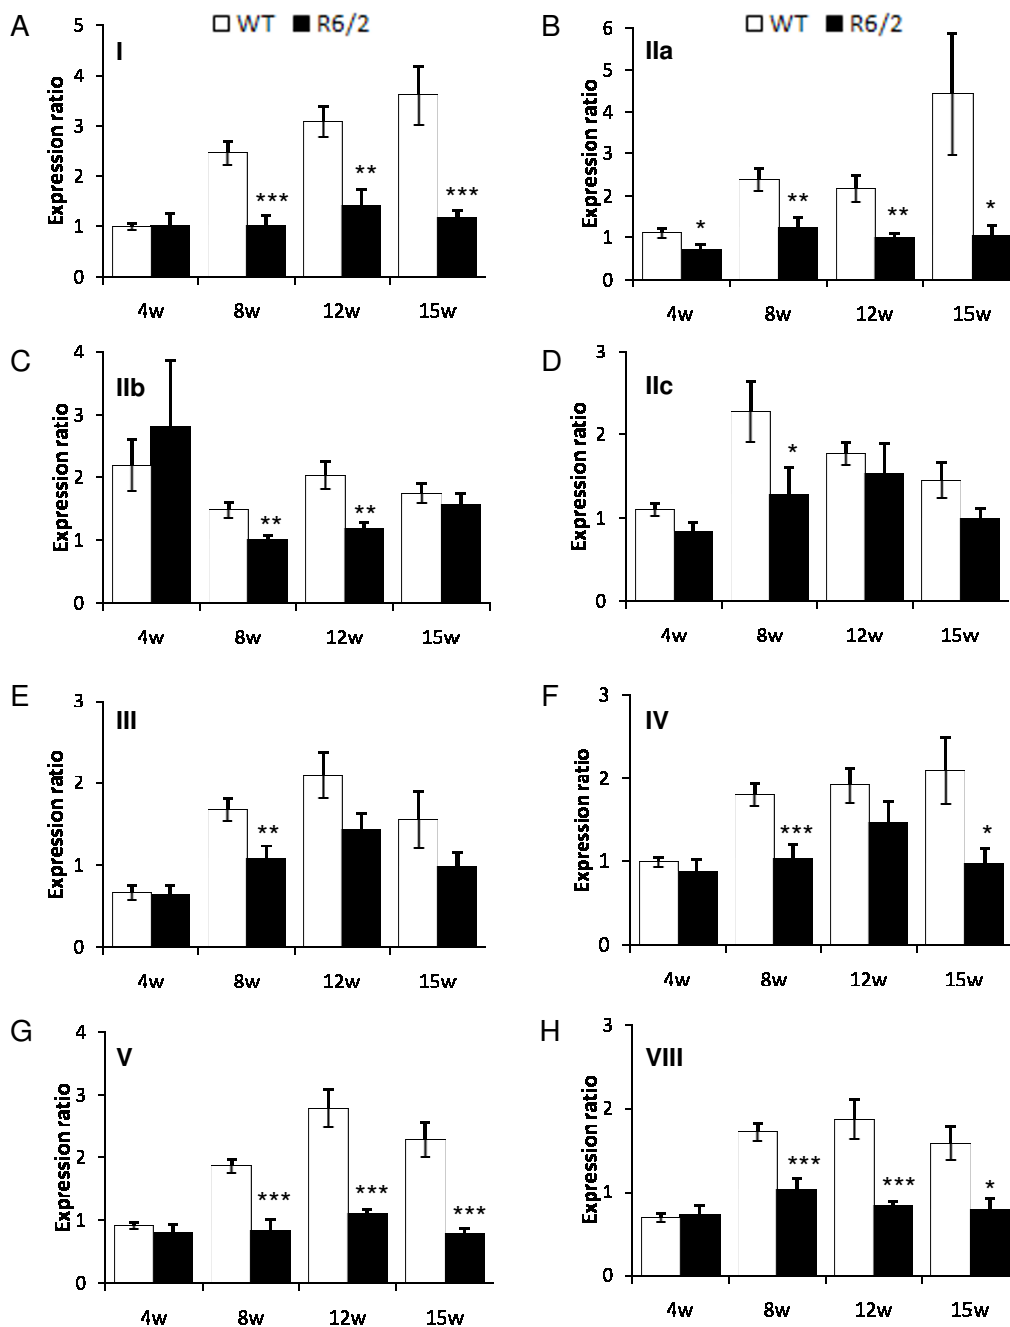 A
WT R6/2
I
Expression ratio
5
4
3
2
1
0
***
**
***
4w 8w 12w 15w
B
WT R6/2
IIa
Expression ratio
6
5
4
3
2
1
0
*
**
**
*
4w 8w 12w 15w
C
IIb
Expression ratio
4
3
2
1
0
**
**
4w 8w 12w 15w
D
IIc
Expression ratio
3
2
1
0
*
4w 8w 12w 15w
E
III
Expression ratio
3
2
1
0
**
4w 8w 12w 15w
F
IV
Expression ratio
3
2
1
0
***
*
4w 8w 12w 15w
G
V
Expression ratio
4
3
2
1
0
***
***
***
4w 8w 12w 15w
H
VIII
Expression ratio
3
2
1
0
***
***
*
4w 8w 12w 15w